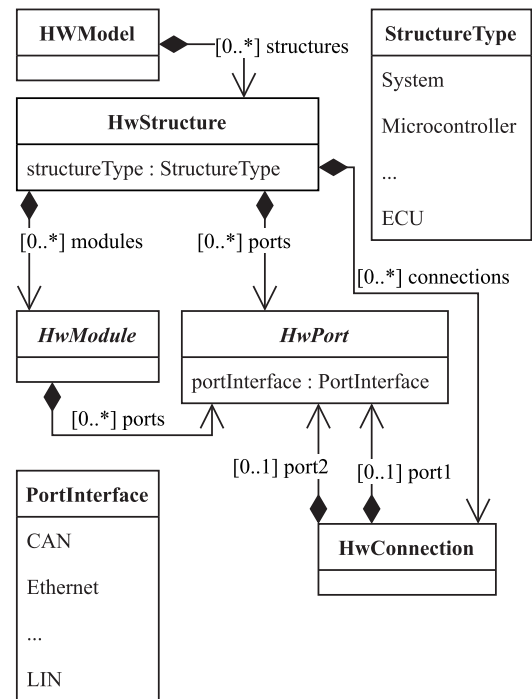 HWModel
[0..*] structures
StructureType
System
Microcontroller
...
ECU
HwStructure
structureType : StructureType
[0..*] modules
[0..*] ports
[0..*] connections
HwModule
HwPort
portInterface : PortInterface
[0..*] ports
[0..1] port2
[0..1] port1
PortInterface
CAN
Ethernet
...
LIN
HwConnection